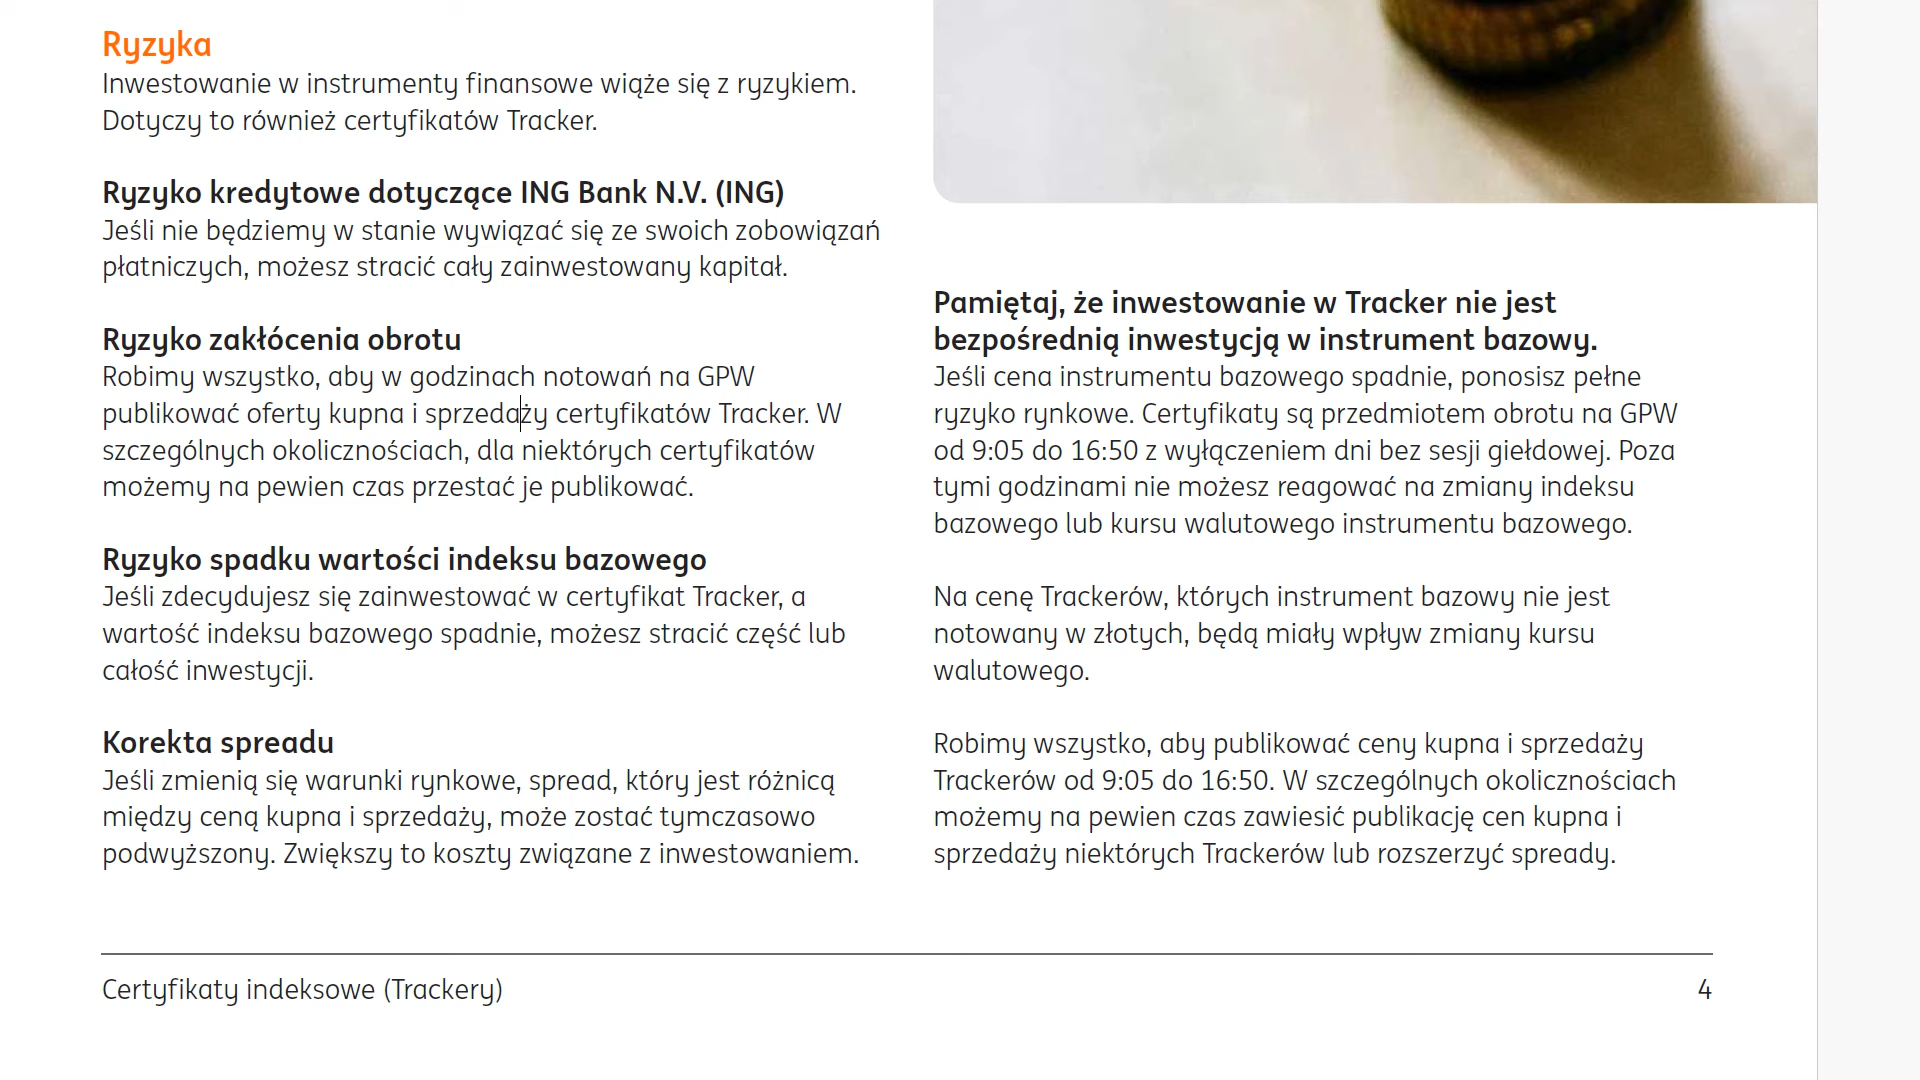 Ryzyka
Inwestowanie w instrumenty finansowe wiąże się z ryzykiem.
Dotyczy to również certyfikatów Tracker.
Ryzyko kredytowe dotyczące ING Bank N.V. (ING)
Jeśli nie będziemy w stanie wywiązać się ze swoich zobowiązań
płatniczych, możesz stracić cały zainwestowany kapitał.
Ryzyko zakłócenia obrotu
Robimy wszystko, aby w godzinach notowań na GPW
publikować oferty kupna i sprzedaży certyfikatów Tracker. W
szczególnych okolicznościach, dla niektórych certyfikatów
możemy na pewien czas przestać je publikować.
Ryzyko spadku wartości indeksu bazowego
Jeśli zdecydujesz się zainwestować w certyfikat Tracker, a
wartość indeksu bazowego spadnie, możesz stracić część lub
całość inwestycji.
Korekta spreadu
Jeśli zmienią się warunki rynkowe, spread, który jest różnicą
między ceną kupna i sprzedaży, może zostać tymczasowo
podwyższony. Zwiększy to koszty związane z inwestowaniem.
Pamiętaj, że inwestowanie w Tracker nie jest
bezpośrednią inwestycją w instrument bazowy.
Jeśli cena instrumentu bazowego spadnie, ponosisz pełne
ryzyko rynkowe. Certyfikaty są przedmiotem obrotu na GPW
od 9:05 do 16:50 z wyłączeniem dni bez sesji giełdowej. Poza
tymi godzinami nie możesz reagować na zmiany indeksu
bazowego lub kursu walutowego instrumentu bazowego.
Na cenę Trackerów, których instrument bazowy nie jest
notowany w złotych, będą miały wpływ zmiany kursu
walutowego.
Robimy wszystko, aby publikować ceny kupna i sprzedaży
Trackerów od 9:05 do 16:50. W szczególnych okolicznościach
możemy na pewien czas zawiesić publikację cen kupna i
sprzedaży niektórych Trackerów lub rozszerzyć spready.
Certyfikaty indeksowe (Trackery)
4